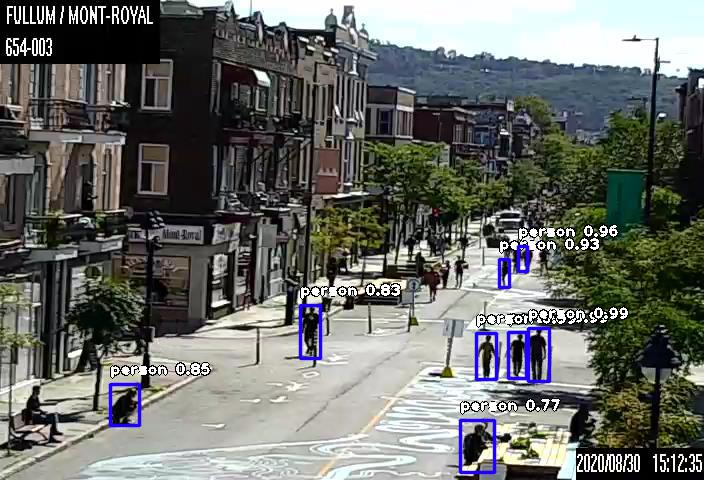 FULLUM / MONT-ROYAL
654-003
person 0.96
person 0.93
person 0.83
person 0.99
person 0.85
Mont-Royal
person 0.77
2020/08/30 15:12:35